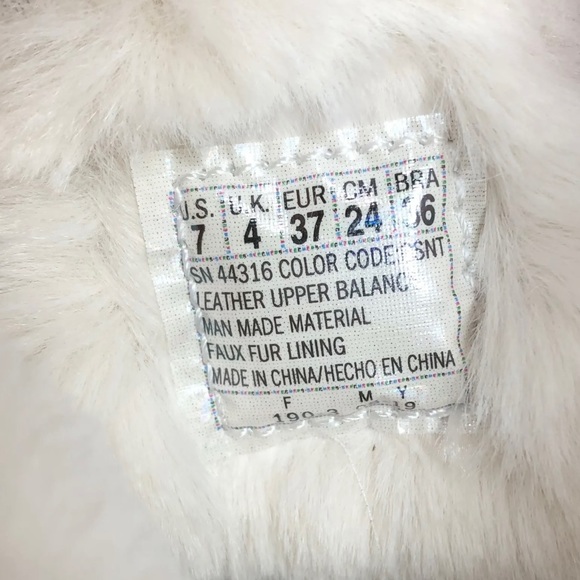 U.S. U.K. EUR CM BRA
7 4 37 24 36
SN 44316 COLOR CODE CSNT
LEATHER UPPER BALANC
MAN MADE MATERIAL
FAUX FUR LINING
MADE IN CHINA/HECHO EN CHINA
F M Y